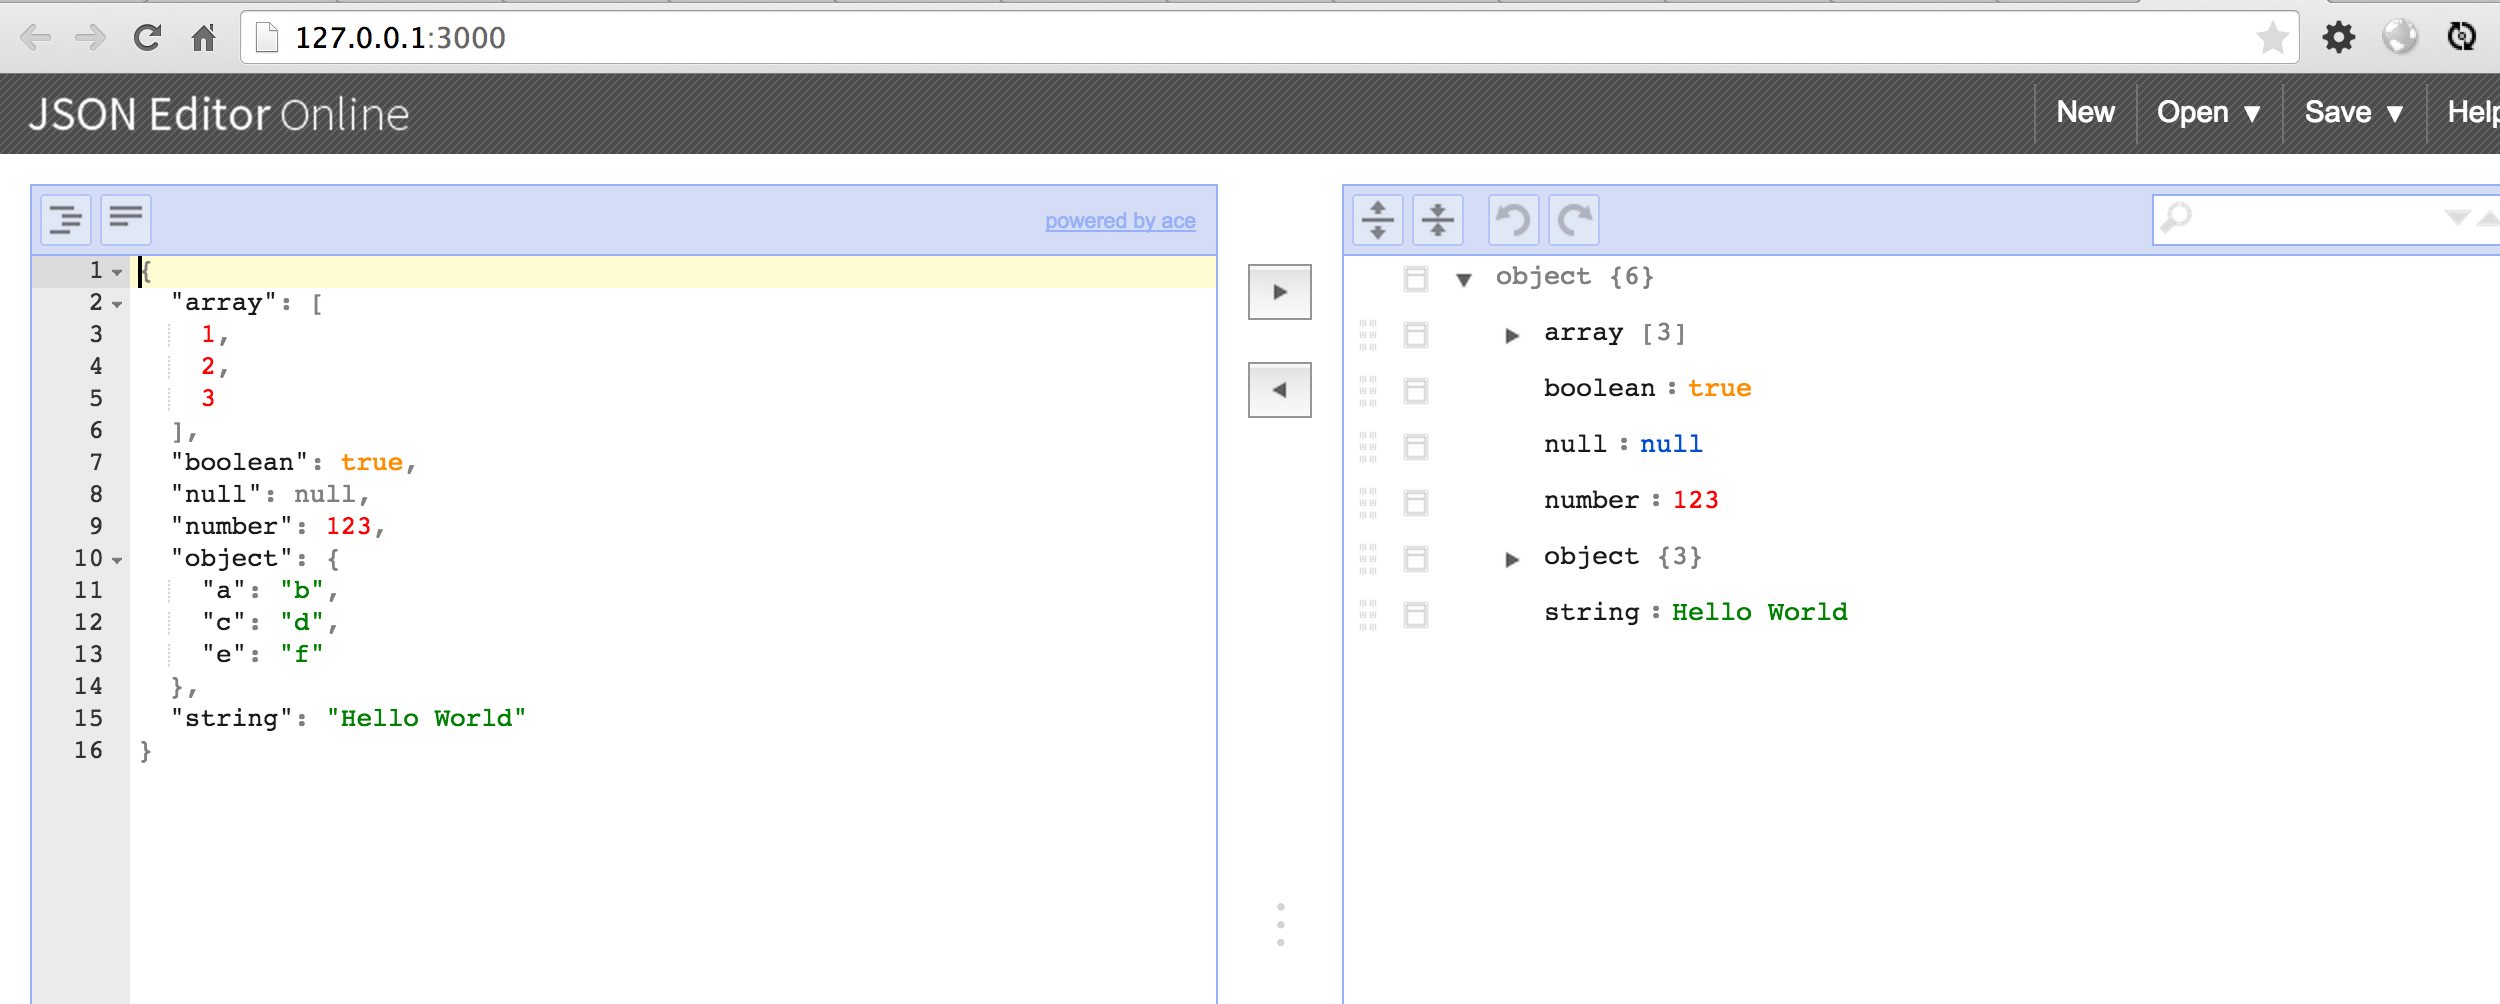 127.0.0.1:3000
JSON Editor Online
New Open ▼ Save ▼ Help
powered by ace
1 {
2 "array": [
3 1,
4 2,
5 3
6 ],
7 "boolean": true,
8 "null": null,
9 "number": 123,
10 "object": {
11 "a": "b",
12 "c": "d",
13 "e": "f"
14 },
15 "string": "Hello World"
16 }
object {6}
array [3]
boolean : true
null : null
number : 123
object {3}
string : Hello World